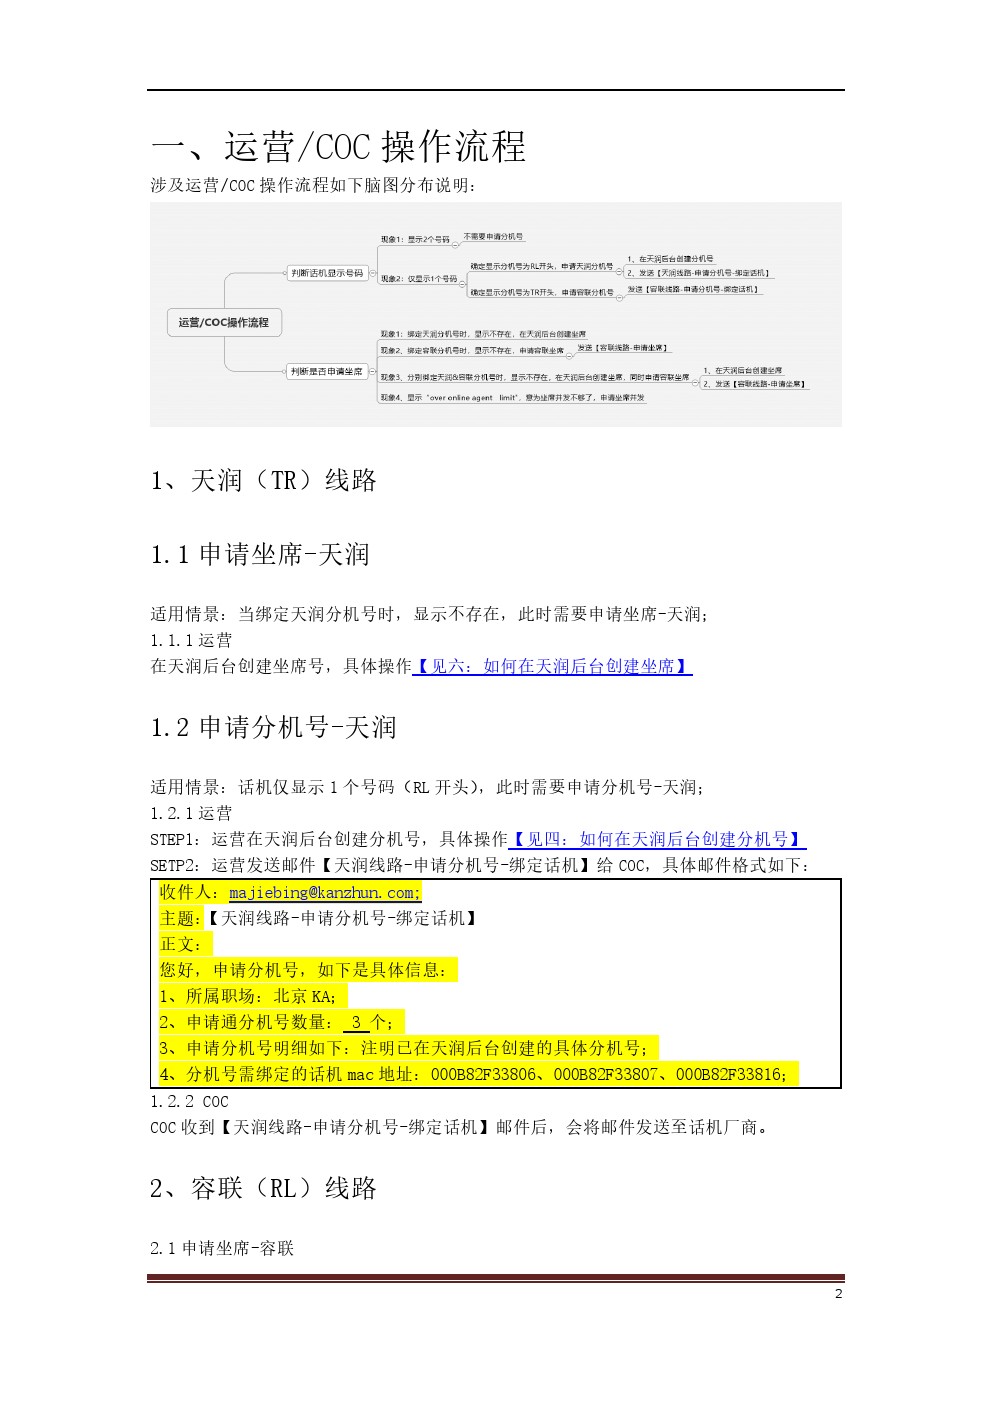 一、运营/COC 操作流程
涉及运营/COC 操作流程如下脑图分布说明：
现象1：显示2个号码
不需要申请分机号
判断话机显示号码
现象2：仅显示1个号码
确定显示分机号为RL开头，申请天润分机号
1、在天润后台创建分机号
2、发送【天润线路-申请分机号-绑定话机】
确定显示分机号为TR开头，申请容联分机号
发送【容联线路-申请分机号-绑定话机】
运营/COC操作流程
判断是否申请坐席
现象1：绑定天润分机号时，显示不存在，在天润后台创建坐席
现象2、绑定容联分机号时，显示不存在，申请容联坐席
发送【容联线路-申请坐席】
现象3、分别绑定天润&容联分机号时，显示不存在，在天润后台创建坐席，同时申请容联坐席
1、在天润后台创建坐席
2、发送【容联线路-申请坐席】
现象4、显示“over online agent limit”，意为坐席并发不够了，申请坐席并发
1、天润（TR）线路
1.1 申请坐席-天润
适用情景：当绑定天润分机号时，显示不存在，此时需要申请坐席-天润；
1.1.1 运营
在天润后台创建坐席号，具体操作【见六：如何在天润后台创建坐席】
1.2 申请分机号-天润
适用情景：话机仅显示 1 个号码（RL 开头），此时需要申请分机号-天润；
1.2.1 运营
STEP1：运营在天润后台创建分机号，具体操作【见四：如何在天润后台创建分机号】
SETP2：运营发送邮件【天润线路-申请分机号-绑定话机】给 COC，具体邮件格式如下：
收件人：majiebing@kanzhun.com;
主题：【天润线路-申请分机号-绑定话机】
正文：
您好，申请分机号，如下是具体信息：
1、所属职场：北京 KA；
2、申请通分机号数量： 3 个；
3、申请分机号明细如下：注明已在天润后台创建的具体分机号；
4、分机号需绑定的话机 mac 地址：000B82F33806、000B82F33807、000B82F33816；
1.2.2 COC
COC 收到【天润线路-申请分机号-绑定话机】邮件后，会将邮件发送至话机厂商。
2、容联（RL）线路
2.1 申请坐席-容联
2